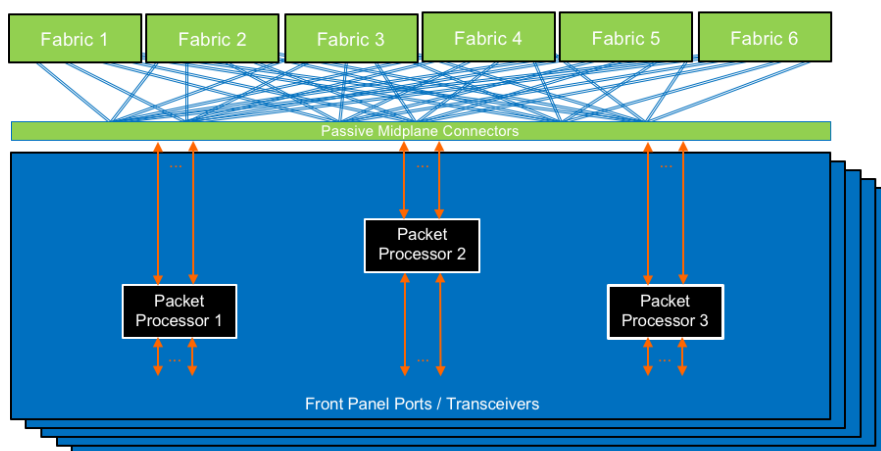 Fabric 1
Fabric 2
Fabric 3
Fabric 4
Fabric 5
Fabric 6
Passive Midplane Connectors
...
...
...
Packet
Processor 2
Packet
Processor 1
Packet
Processor 3
...
...
...
Front Panel Ports / Transceivers